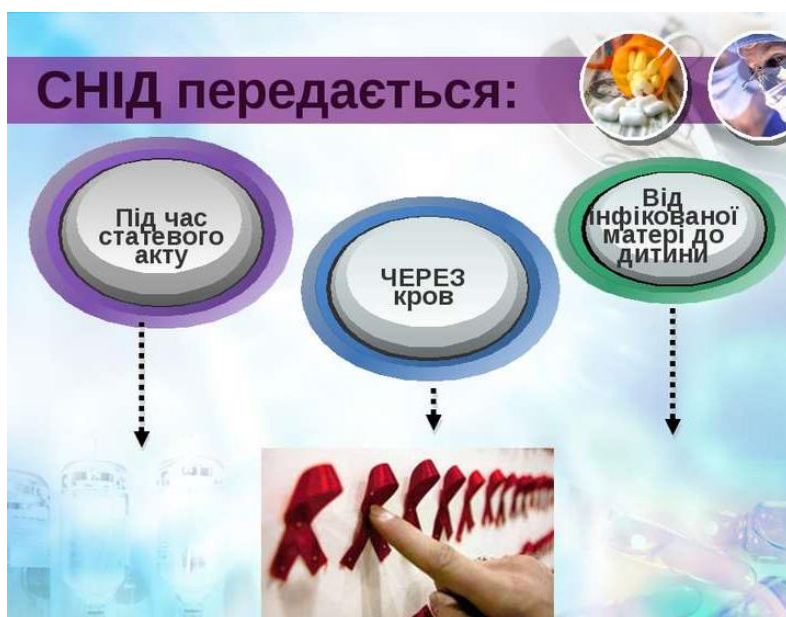 СНІД передається:
Під час
статевого
акту
ЧЕРЕЗ
кров
Від
інфікованої
матері до
дитини